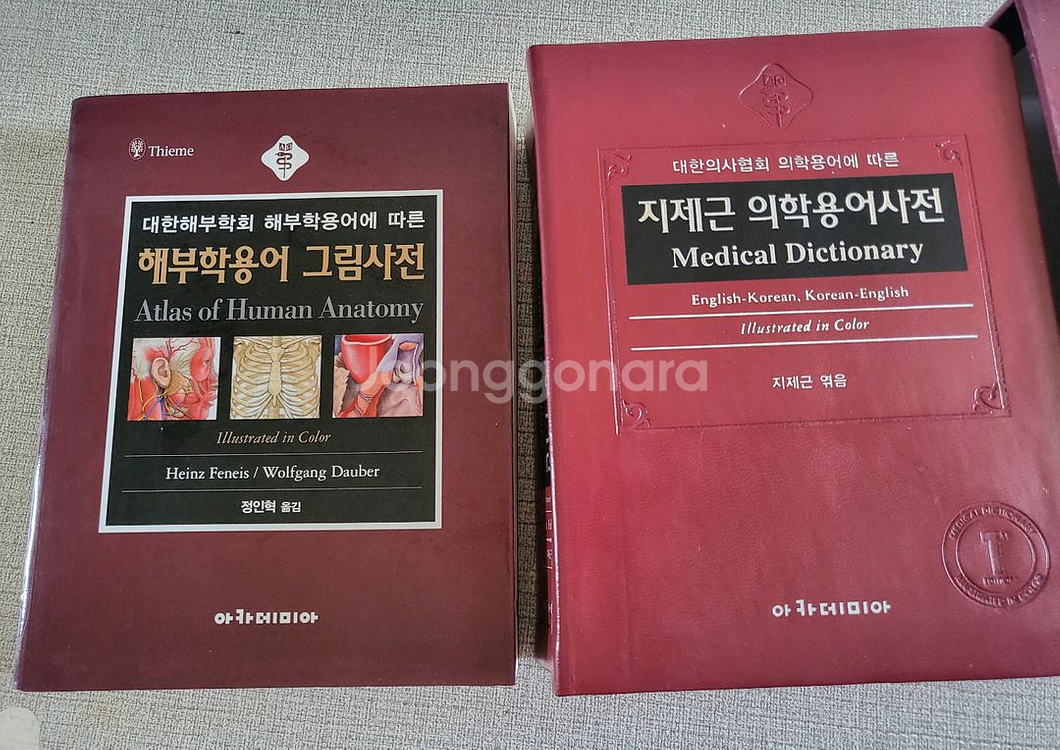 Thieme
대한해부학회 해부학용어에 따른
해부학용어 그림사전
Atlas of Human Anatomy
Illustrated in Color
Heinz Feneis / Wolfgang Dauber
정인혁 옮김
아카데미아
대한의사협회 의학용어에 따른
지제근 의학용어사전
Medical Dictionary
English-Korean, Korean-English
Illustrated in Color
지제근 엮음
MEDICAL DICTIONARY
T
아카데미아
Joonggonara